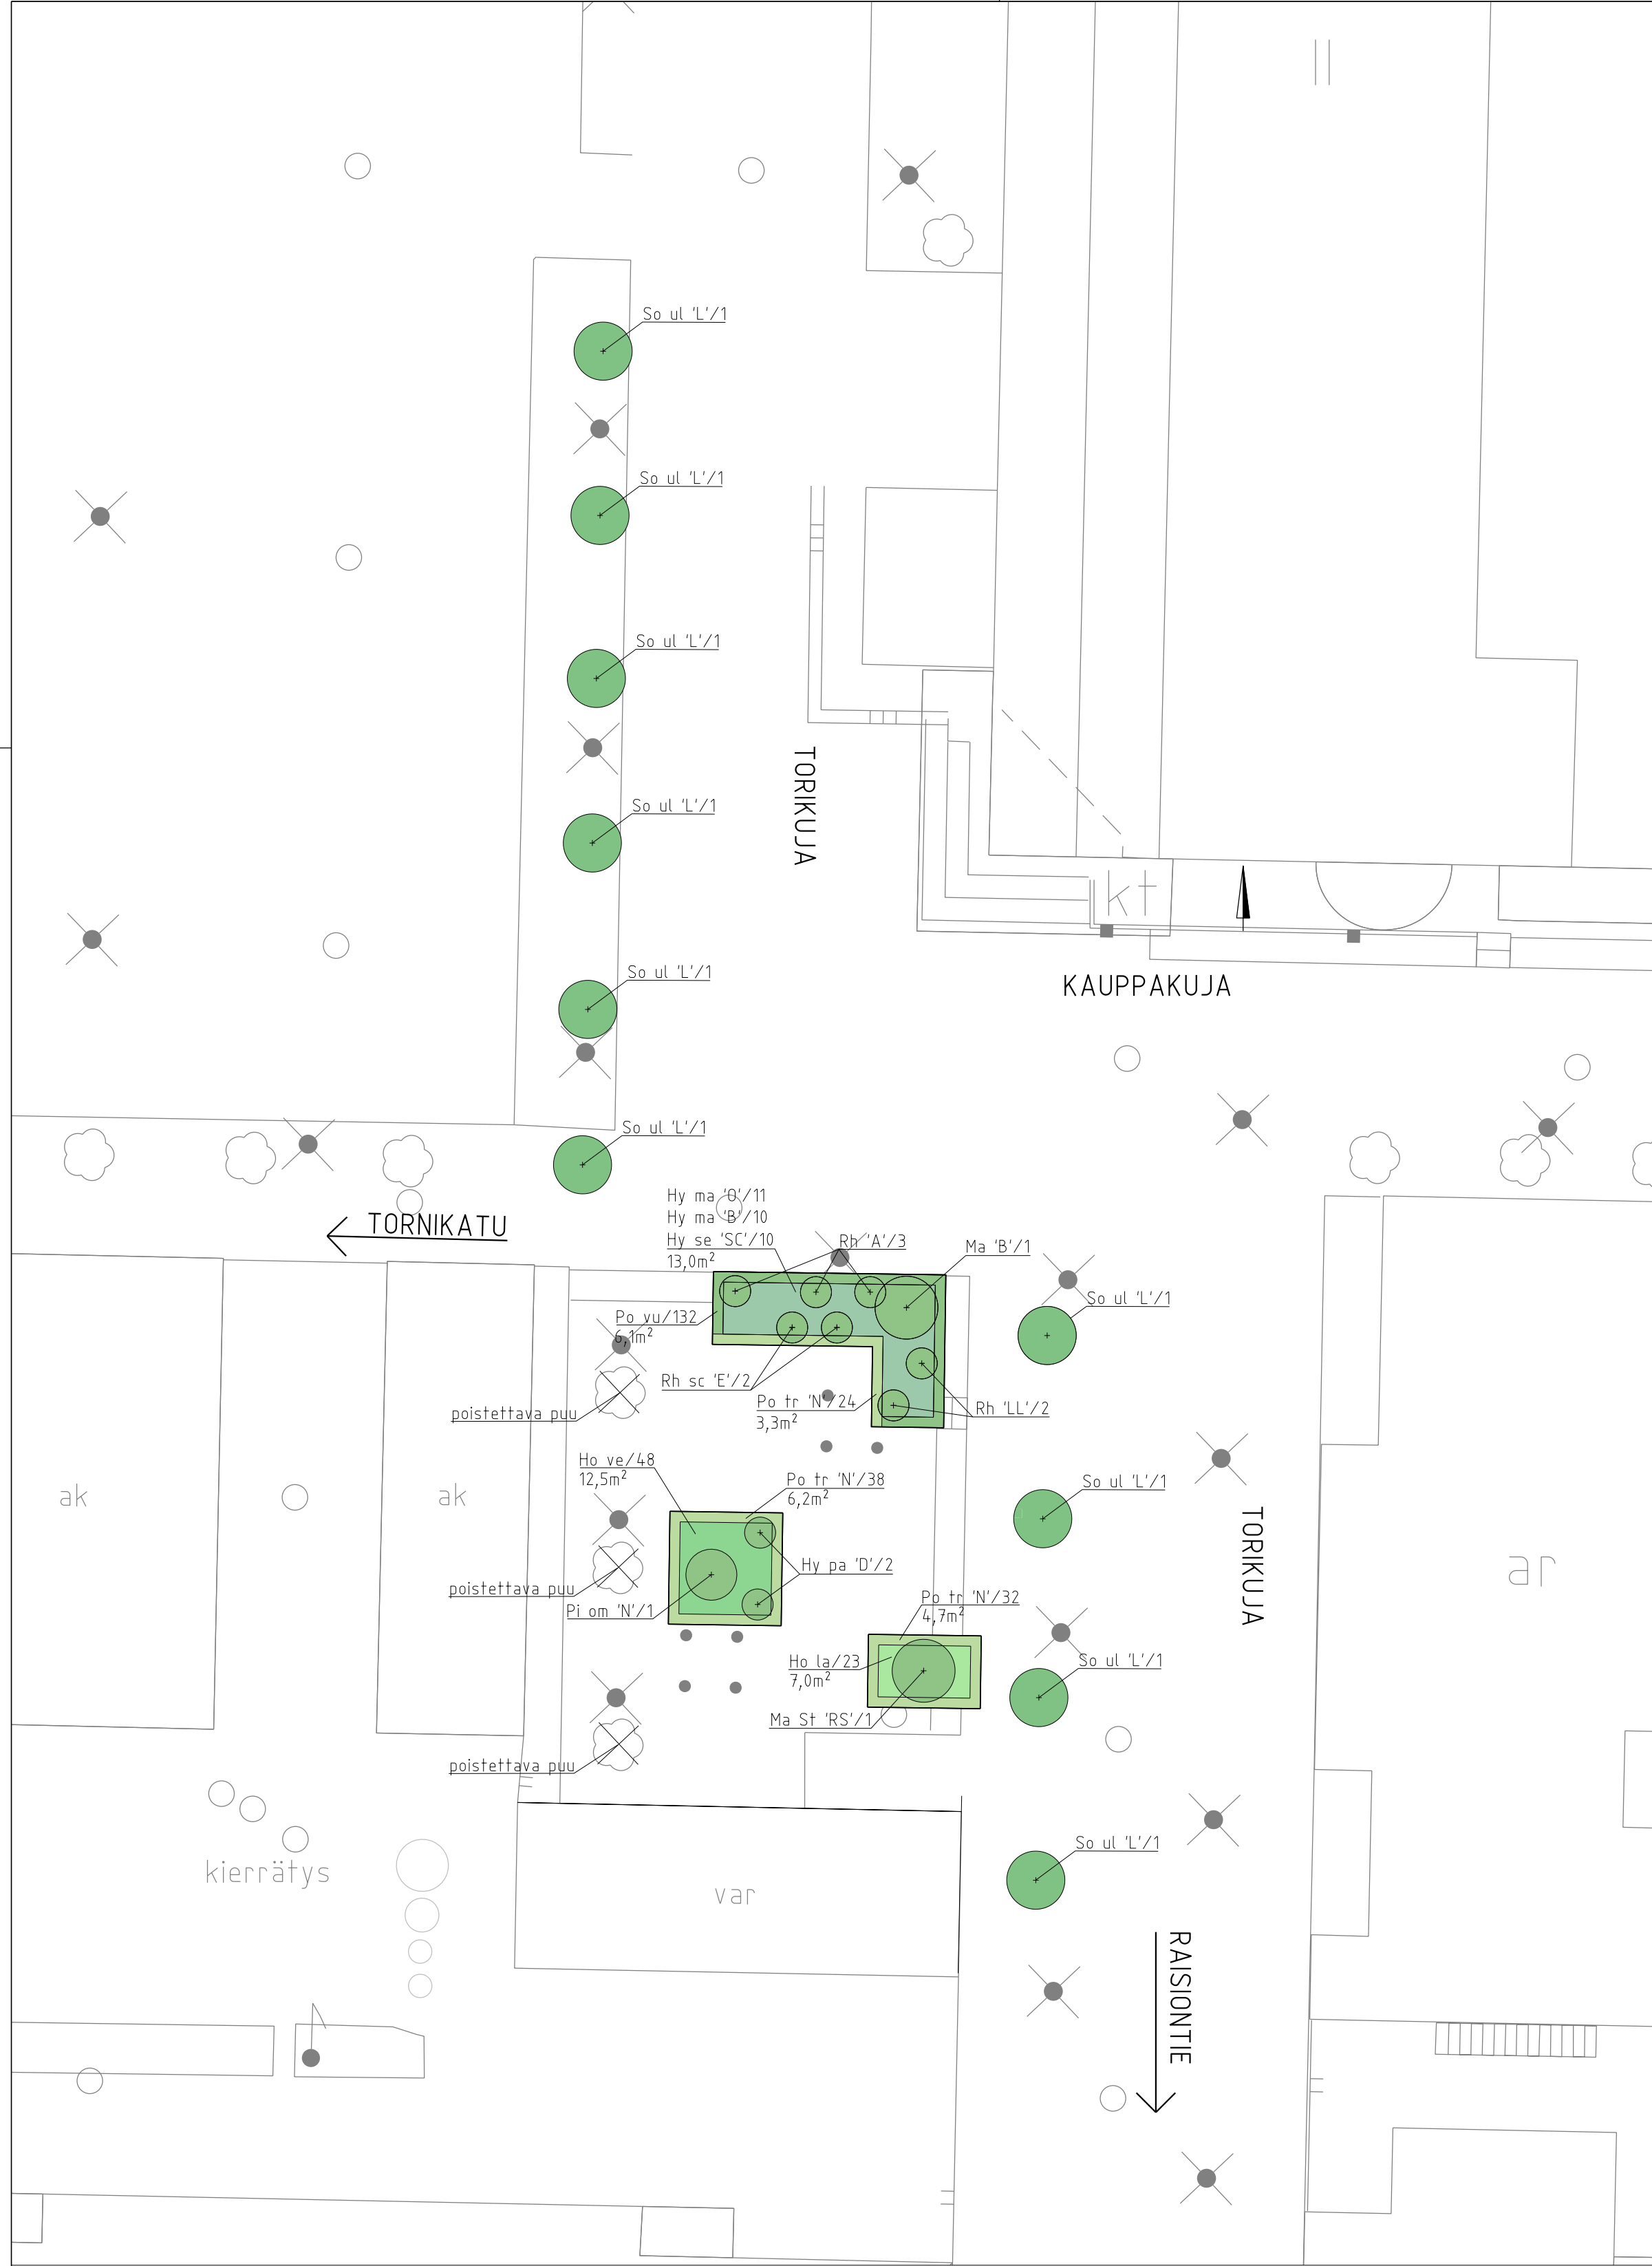 So ul 'L'/1
So ul 'L'/1
So ul 'L'/1
TORIKUJA
So ul 'L'/1
kt
So ul 'L'/1
KAUPPAKUJA
So ul 'L'/1
TORNIKATU
Hy ma 'O'/11
Hy ma 'B'/10
Hy se 'SC'/10
13,0m²
Rh 'A'/3
Ma 'B'/1
So ul 'L'/1
Po vu/132
6,1m²
Rh sc 'E'/2
Po tr 'N'/24
3,3m²
Rh 'LL'/2
poistettava puu
Ho ve/48
12,5m²
Po tr 'N'/38
6,2m²
So ul 'L'/1
ak
ak
TORIKUJA
ar
Hy pa 'D'/2
poistettava puu
Pi om 'N'/1
Po tr 'N'/32
4,7m²
Ho la/23
7,0m²
So ul 'L'/1
Ma St 'RS'/1
poistettava puu
So ul 'L'/1
kierrätys
var
RAISIONTIE